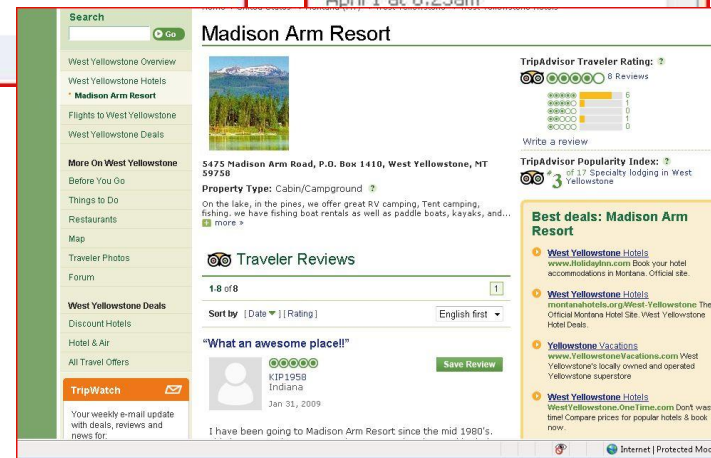 April 1 at 6:23am
Search
Go
Madison Arm Resort
West Yellowstone Overview
West Yellowstone Hotels
* Madison Arm Resort
Flights to West Yellowstone
West Yellowstone Deals
More On West Yellowstone
Before You Go
Things to Do
Restaurants
Map
Traveler Photos
Forum
West Yellowstone Deals
Discount Hotels
Hotel & Air
All Travel Offers
TripWatch
Your weekly e-mail update
with deals, reviews and
news for:
5475 Madison Arm Road, P.O. Box 1410, West Yellowstone, MT
59758
Property Type: Cabin/Campground ?
On the lake, in the pines, we offer great RV camping, Tent camping,
fishing. we have fishing boat rentals as well as paddle boats, kayaks, and...
more »
Traveler Reviews
1-8 of 8
1
Sort by [Date ▼] [Rating]
English first
"What an awesome place!!"
KIP1958
Indiana
Jan 31, 2009
Save Review
I have been going to Madison Arm Resort since the mid 1980's.
TripAdvisor Traveler Rating: ?
8 Reviews
6
1
0
1
0
Write a review
TripAdvisor Popularity Index: ?
#3 of 17 Specialty lodging in West
Yellowstone
Best deals: Madison Arm
Resort
West Yellowstone Hotels
www.HolidayInn.com Book your hotel
accommodations in Montana. Official site.
West Yellowstone Hotels
montanahotels.org/West-Yellowstone The
Official Montana Hotel Site. West Yellowstone
Hotel Deals.
Yellowstone Vacations
www.YellowstoneVacations.com West
Yellowstone's locally owned and operated
Yellowstone superstore
West Yellowstone Hotels
WestYellowstone.OneTime.com Don't was
time! Compare prices for popular hotels & book
now.
Internet | Protected Mod